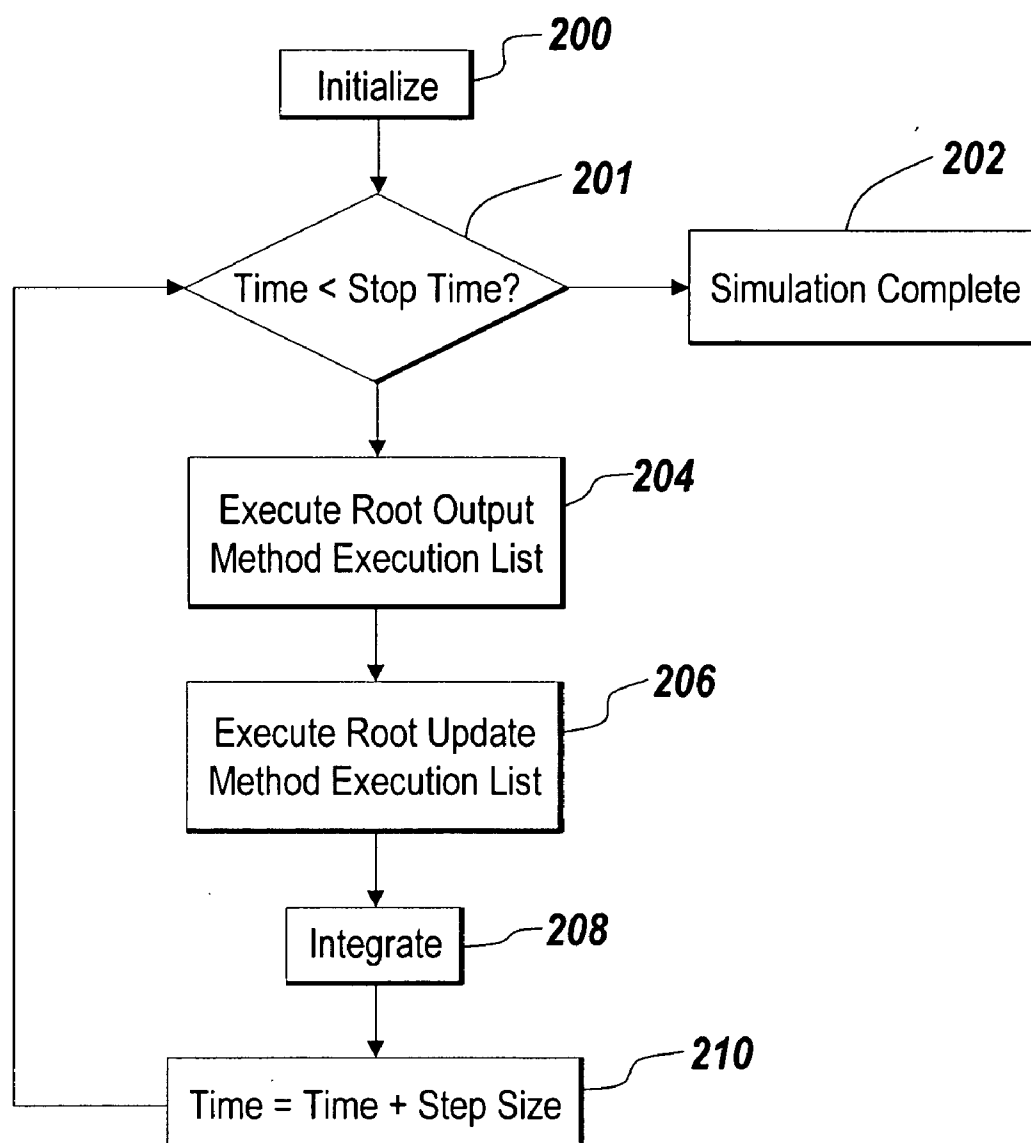 200
Initialize
201
202
Time < Stop Time?
Simulation Complete
204
Execute Root Output
Method Execution List
206
Execute Root Update
Method Execution List
208
Integrate
210
Time = Time + Step Size